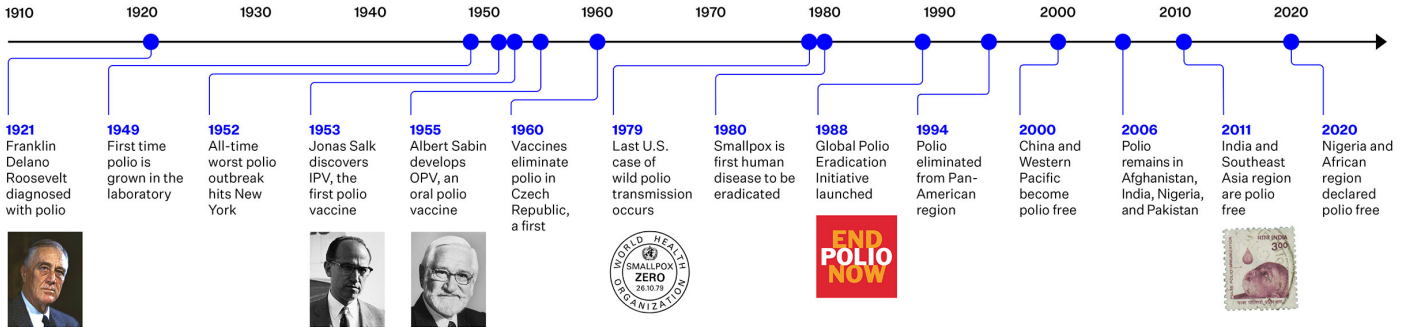 1910 1920 1930 1940 1950 1960 1970 1980 1990 2000 2010 2020
1921
Franklin
Delano
Roosevelt
diagnosed
with polio
1949
First time
polio is
grown in the
laboratory
1952
All-time
worst polio
outbreak
hits New
York
1953
Jonas Salk
discovers
IPV, the
first polio
vaccine
1955
Albert Sabin
develops
OPV, an
oral polio
vaccine
1960
Vaccines
eliminate
polio in
Czech
Republic,
a first
1979
Last U.S.
case of
wild polio
transmission
occurs
WORLD HEALTH
ORGANIZATION
SMALLPOX
ZERO
26.10.79
1980
Smallpox is
first human
disease to be
eradicated
1988
Global Polio
Eradication
Initiative
launched
END
POLIO
NOW
1994
Polio
eliminated
from Pan-
American
region
2000
China and
Western
Pacific
become
polio free
2006
Polio
remains in
Afghanistan,
India, Nigeria,
and Pakistan
2011
India and
Southeast
Asia region
are polio
free
भारत INDIA
300
2020
Nigeria and
African
region
declared
polio free